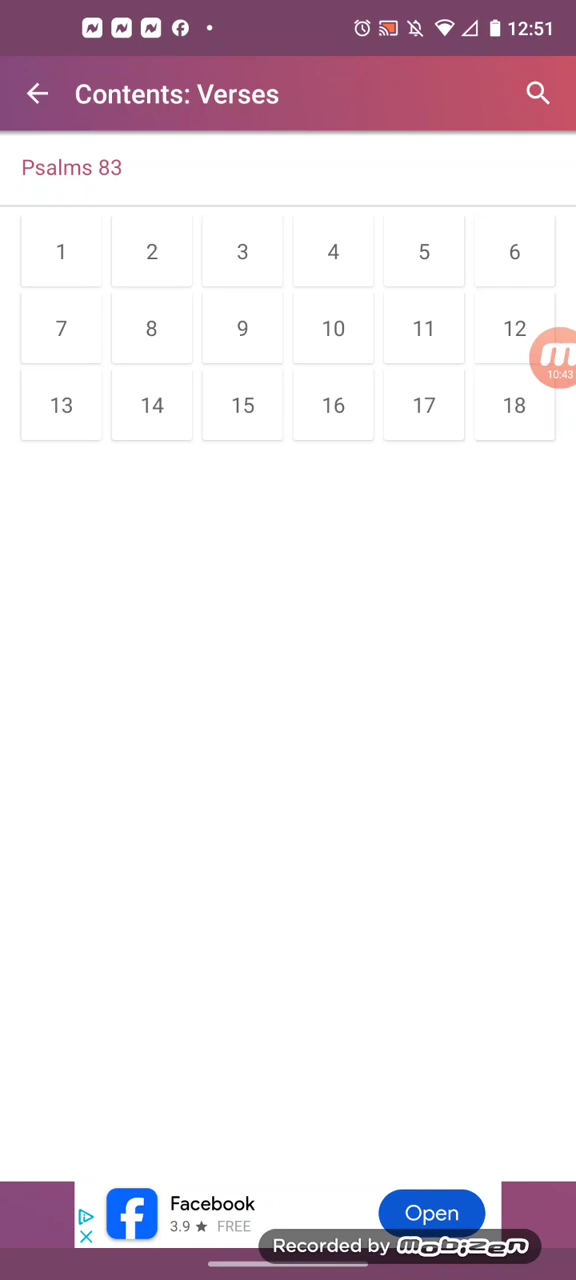 12:51
Contents: Verses
Psalms 83
1 2 3 4 5 6
7 8 9 10 11 12
10:43
13 14 15 16 17 18
Facebook
3.9 ★ FREE
Open
Recorded by mobizen